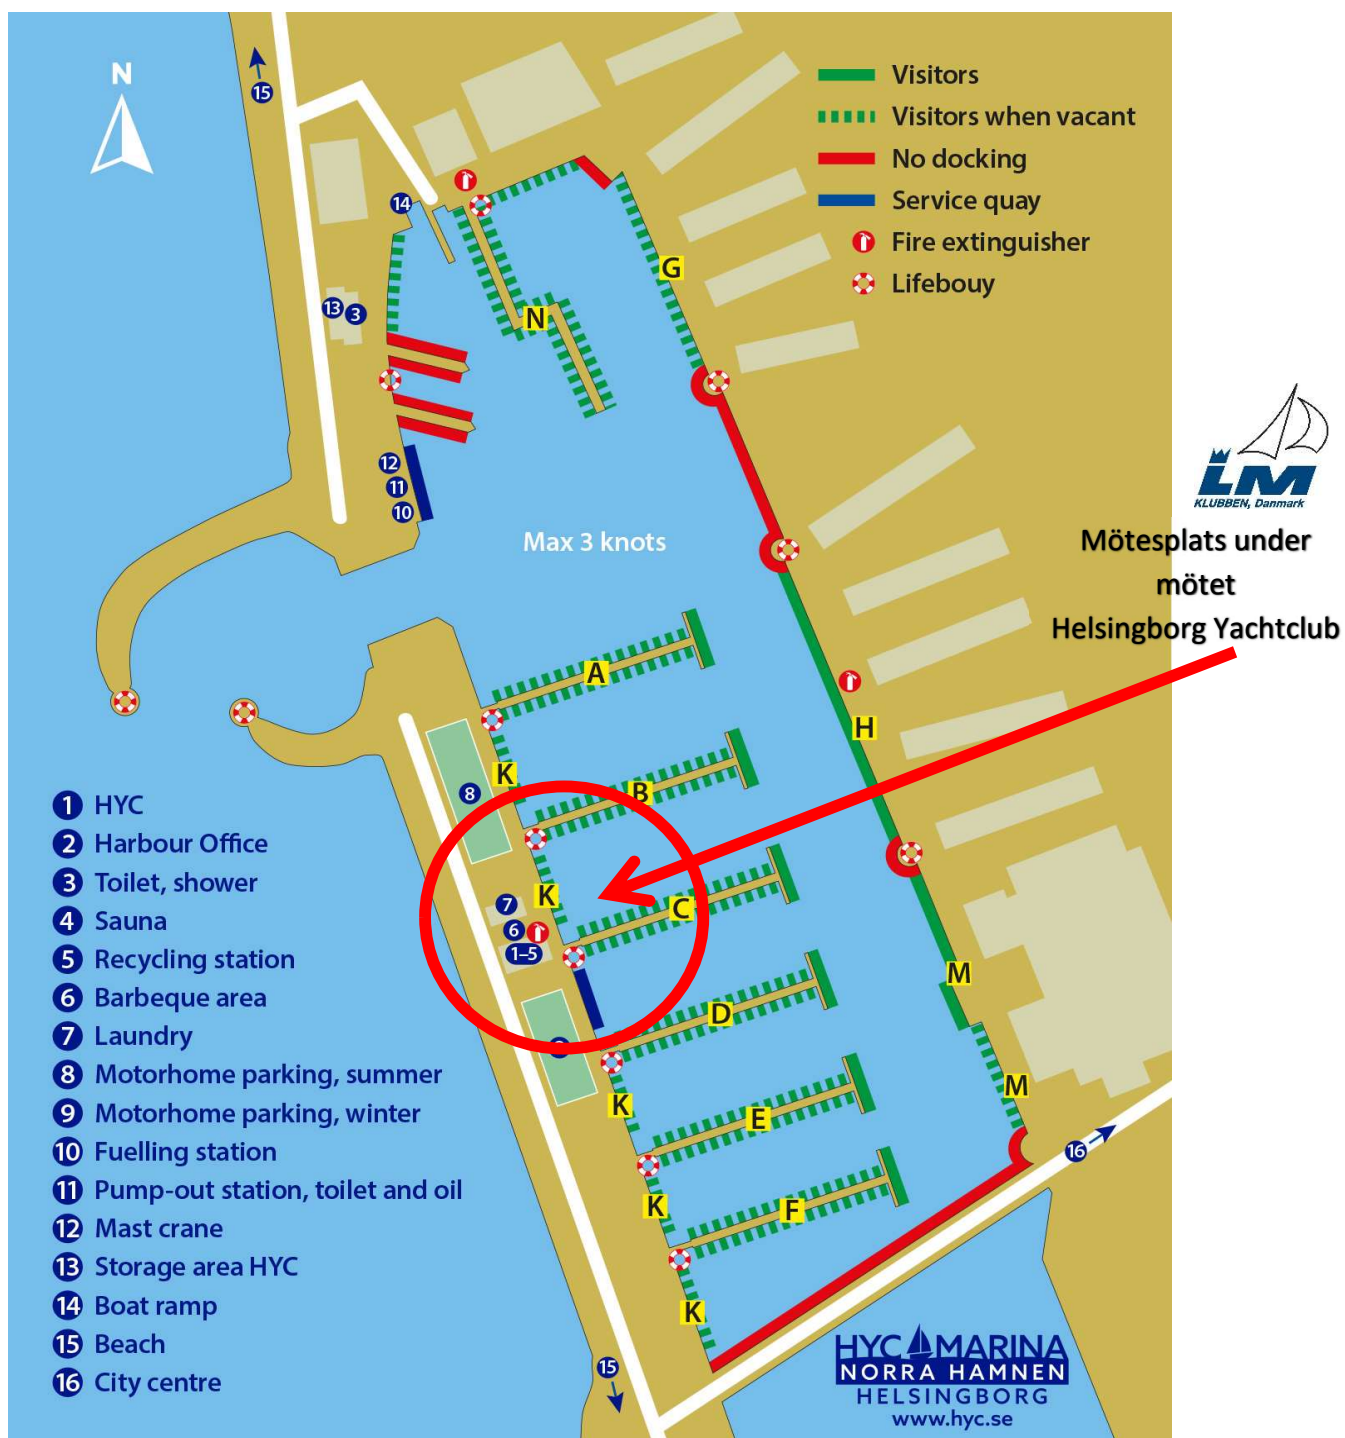 N
15
Visitors
Visitors when vacant
No docking
Service quay
Fire extinguisher
Lifebouy
14
G
13
3
N
12
11
10
Max 3 knots
LM
KLUBBEN, Danmark
Mötesplats under
mötet
Helsingborg Yachtclub
A
H
K
B
8
K
C
7
6
1–5
M
D
K
E
M
16
K
F
K
15
1 HYC
2 Harbour Office
3 Toilet, shower
4 Sauna
5 Recycling station
6 Barbeque area
7 Laundry
8 Motorhome parking, summer
9 Motorhome parking, winter
10 Fuelling station
11 Pump-out station, toilet and oil
12 Mast crane
13 Storage area HYC
14 Boat ramp
15 Beach
16 City centre
HYC MARINA
NORRA HAMNEN
HELSINGBORG
www.hyc.se